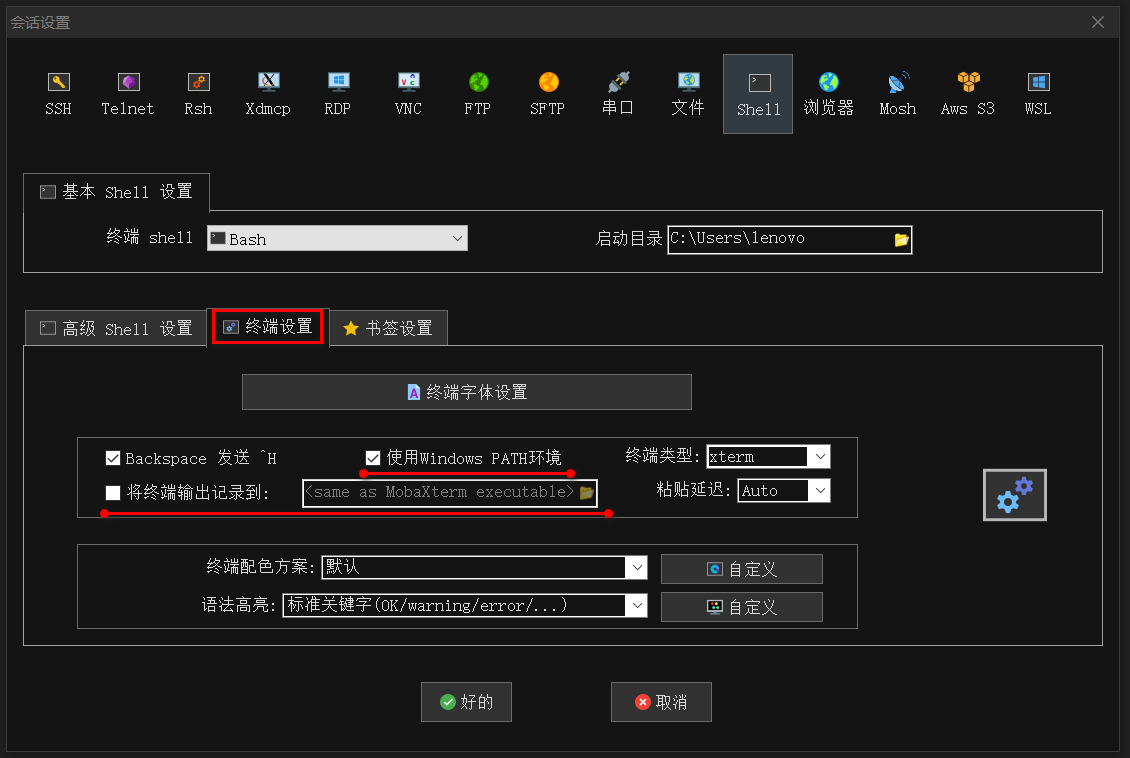 会话设置
SSH Telnet Rsh Xdmcp RDP VNC FTP SFTP 串口 文件 Shell 浏览器 Mosh Aws S3 WSL
基本 Shell 设置
终端 shell Bash 启动目录 C:\Users\lenovo
高级 Shell 设置 终端设置 书签设置
终端字体设置
Backspace 发送 ^H 使用Windows PATH环境 终端类型: xterm
将终端输出记录到: <same as MobaXterm executable> 粘贴延迟: Auto
终端配色方案: 默认 自定义
语法高亮: 标准关键字(OK/warning/error/...) 自定义
好的 取消